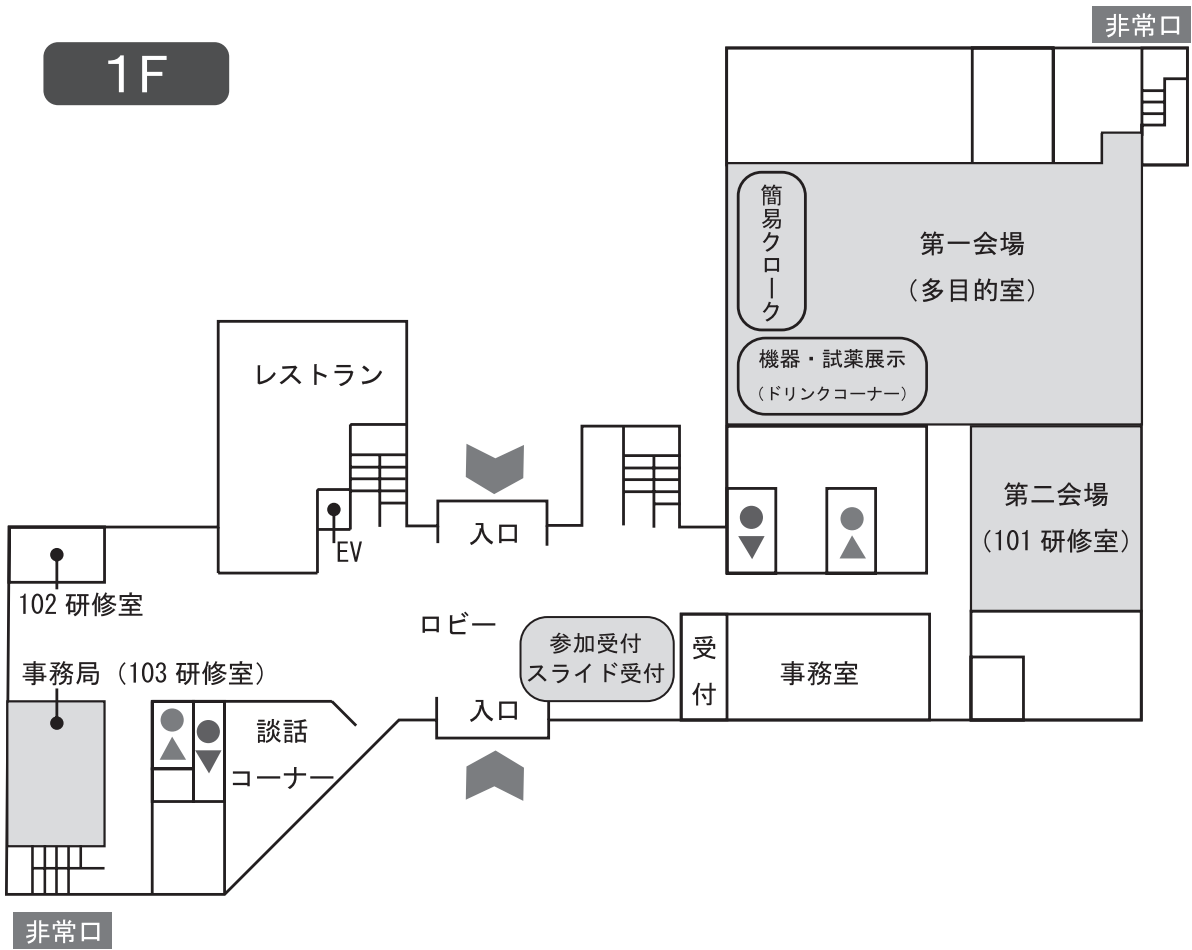 非常口
1F
簡易クローク
第一会場
（多目的室）
機器・試薬展示
（ドリンクコーナー）
レストラン
第二会場
（101 研修室）
入口
EV
102 研修室
ロビー
参加受付
スライド受付
受付
事務室
事務局（103 研修室）
入口
談話
コーナー
非常口